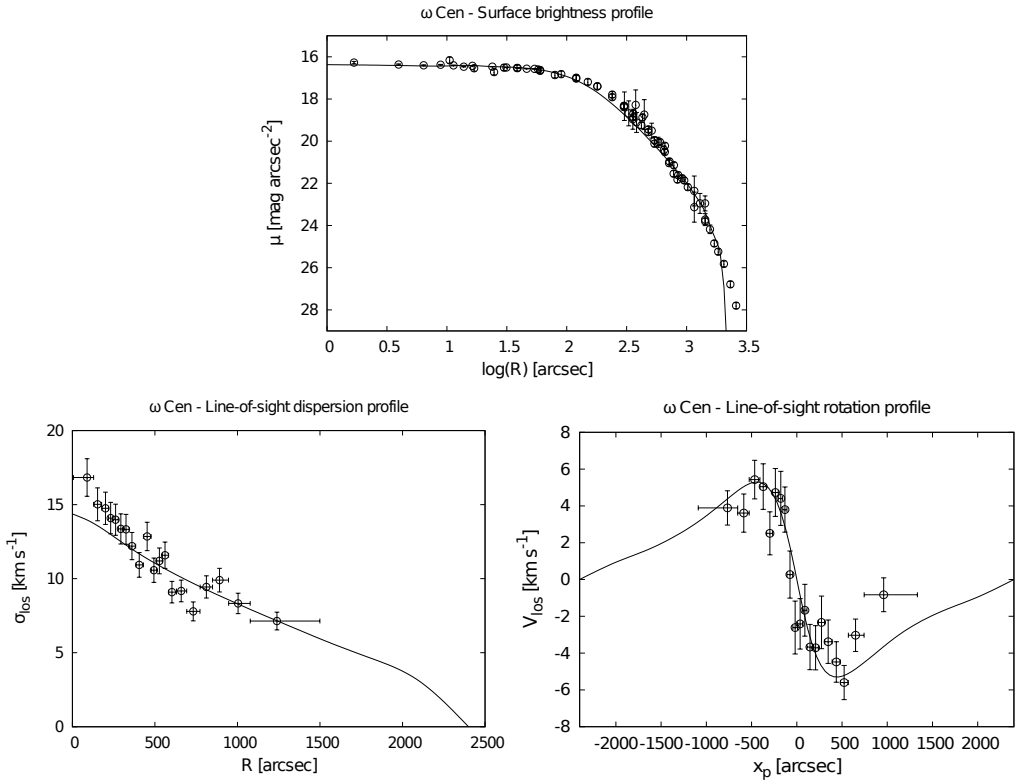 ω Cen - Surface brightness profile
16
18
20
22
24
26
28
μ [mag arcsec⁻²]
0 0.5 1 1.5 2 2.5 3 3.5
log(R) [arcsec]
ω Cen - Line-of-sight dispersion profile
20
15
10
5
0
σlos [km s⁻¹]
0 500 1000 1500 2000 2500
R [arcsec]
ω Cen - Line-of-sight rotation profile
8
6
4
2
0
-2
-4
-6
-8
Vlos [km s⁻¹]
-2000 -1500 -1000 -500 0 500 1000 1500 2000
xp [arcsec]